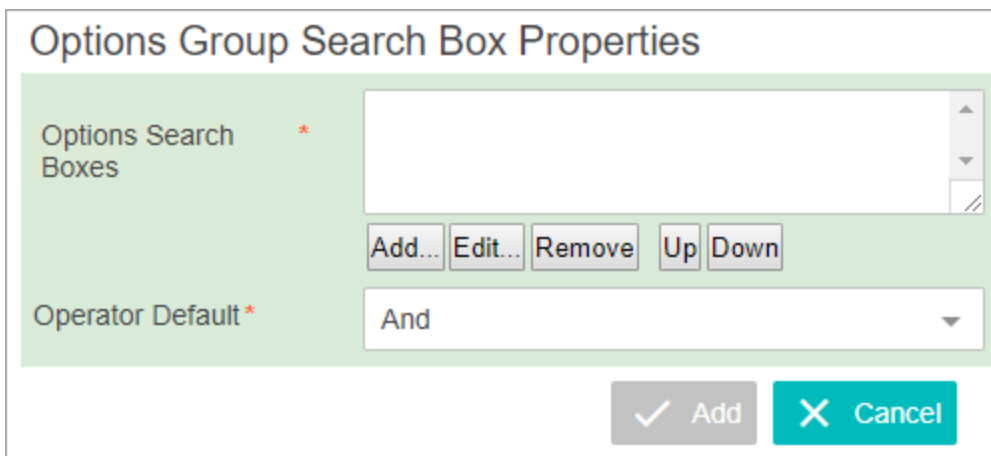 Options Group Search Box Properties
Options Search *
Boxes
Add... Edit... Remove Up Down
Operator Default * And
Add Cancel